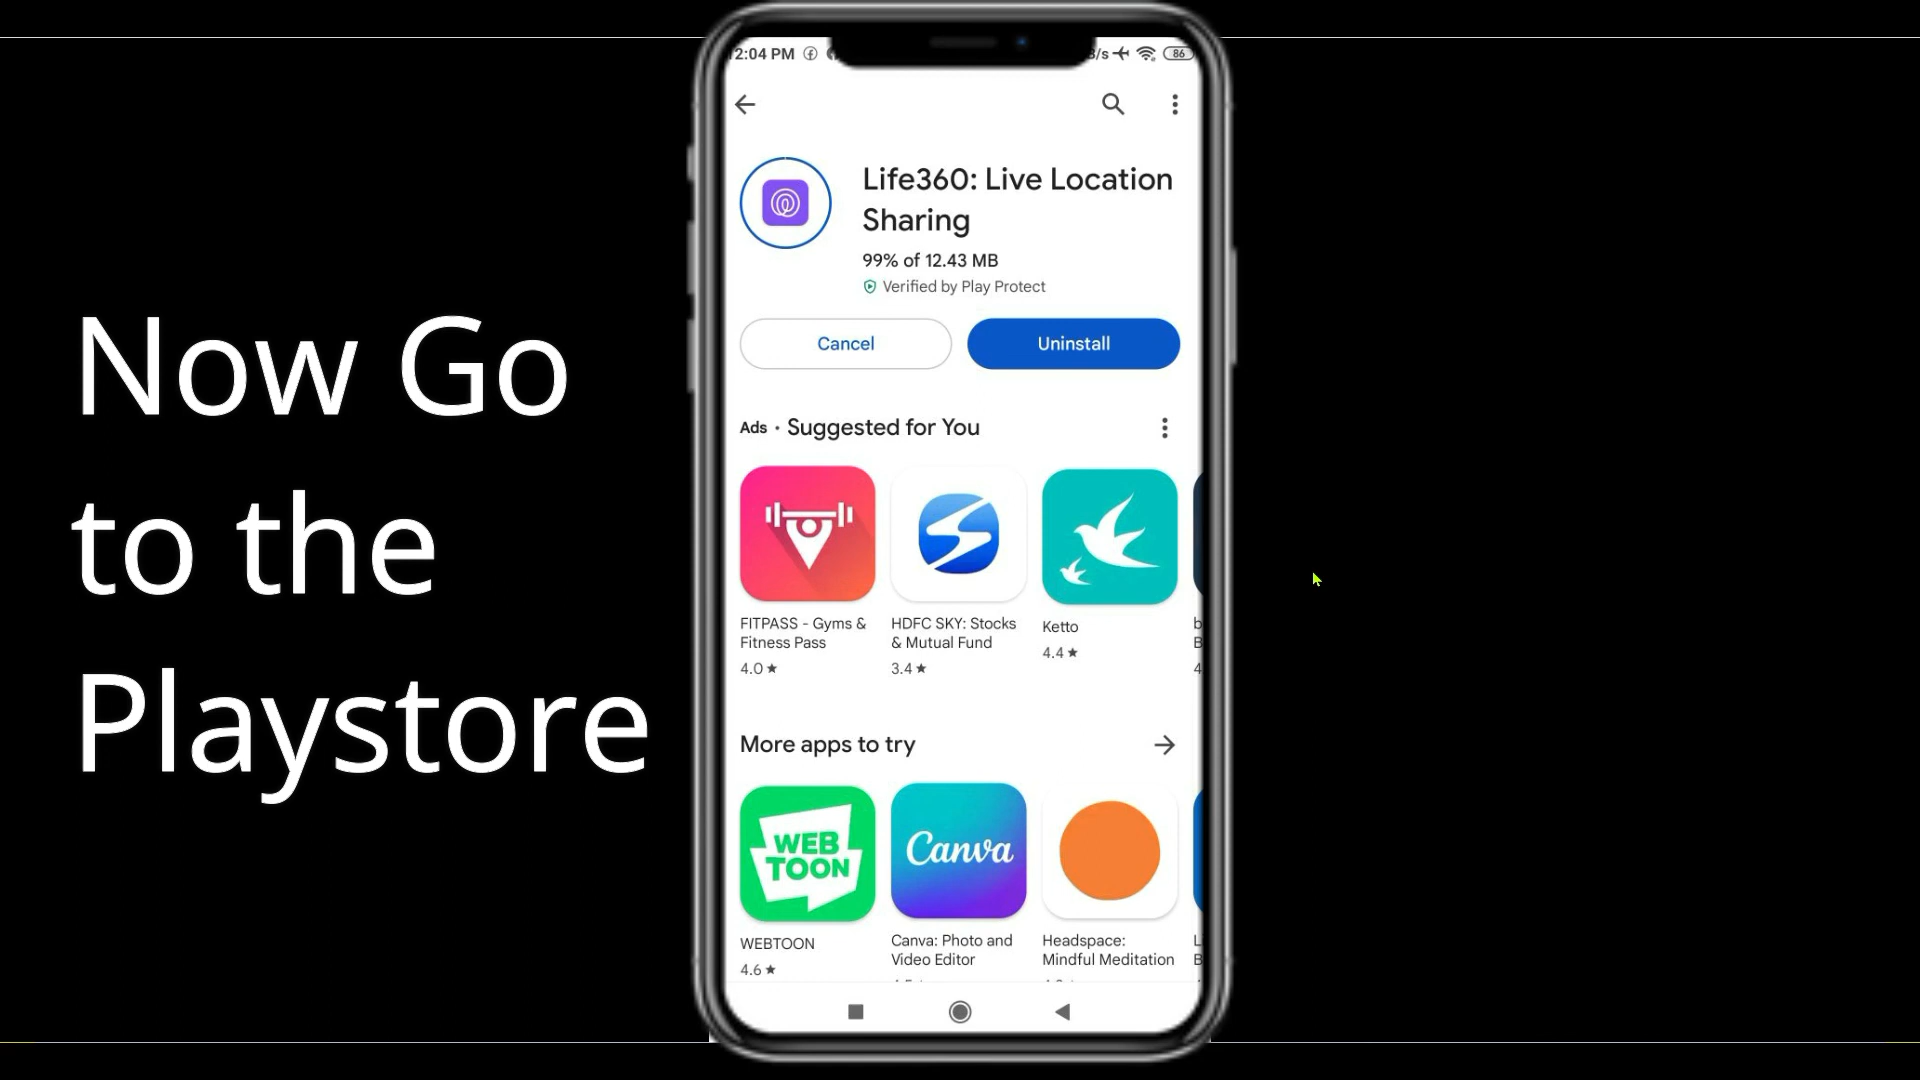 Now Go
to the
Playstore
2:04 PM
/s
86
Life360: Live Location
Sharing
99% of 12.43 MB
Verified by Play Protect
Cancel
Uninstall
Ads • Suggested for You
FITPASS - Gyms &
Fitness Pass
4.0 ★
HDFC SKY: Stocks
& Mutual Fund
3.4 ★
Ketto
4.4 ★
More apps to try
WEB
TOON
WEBTOON
4.6 ★
Canva
Canva: Photo and
Video Editor
Headspace:
Mindful Meditation